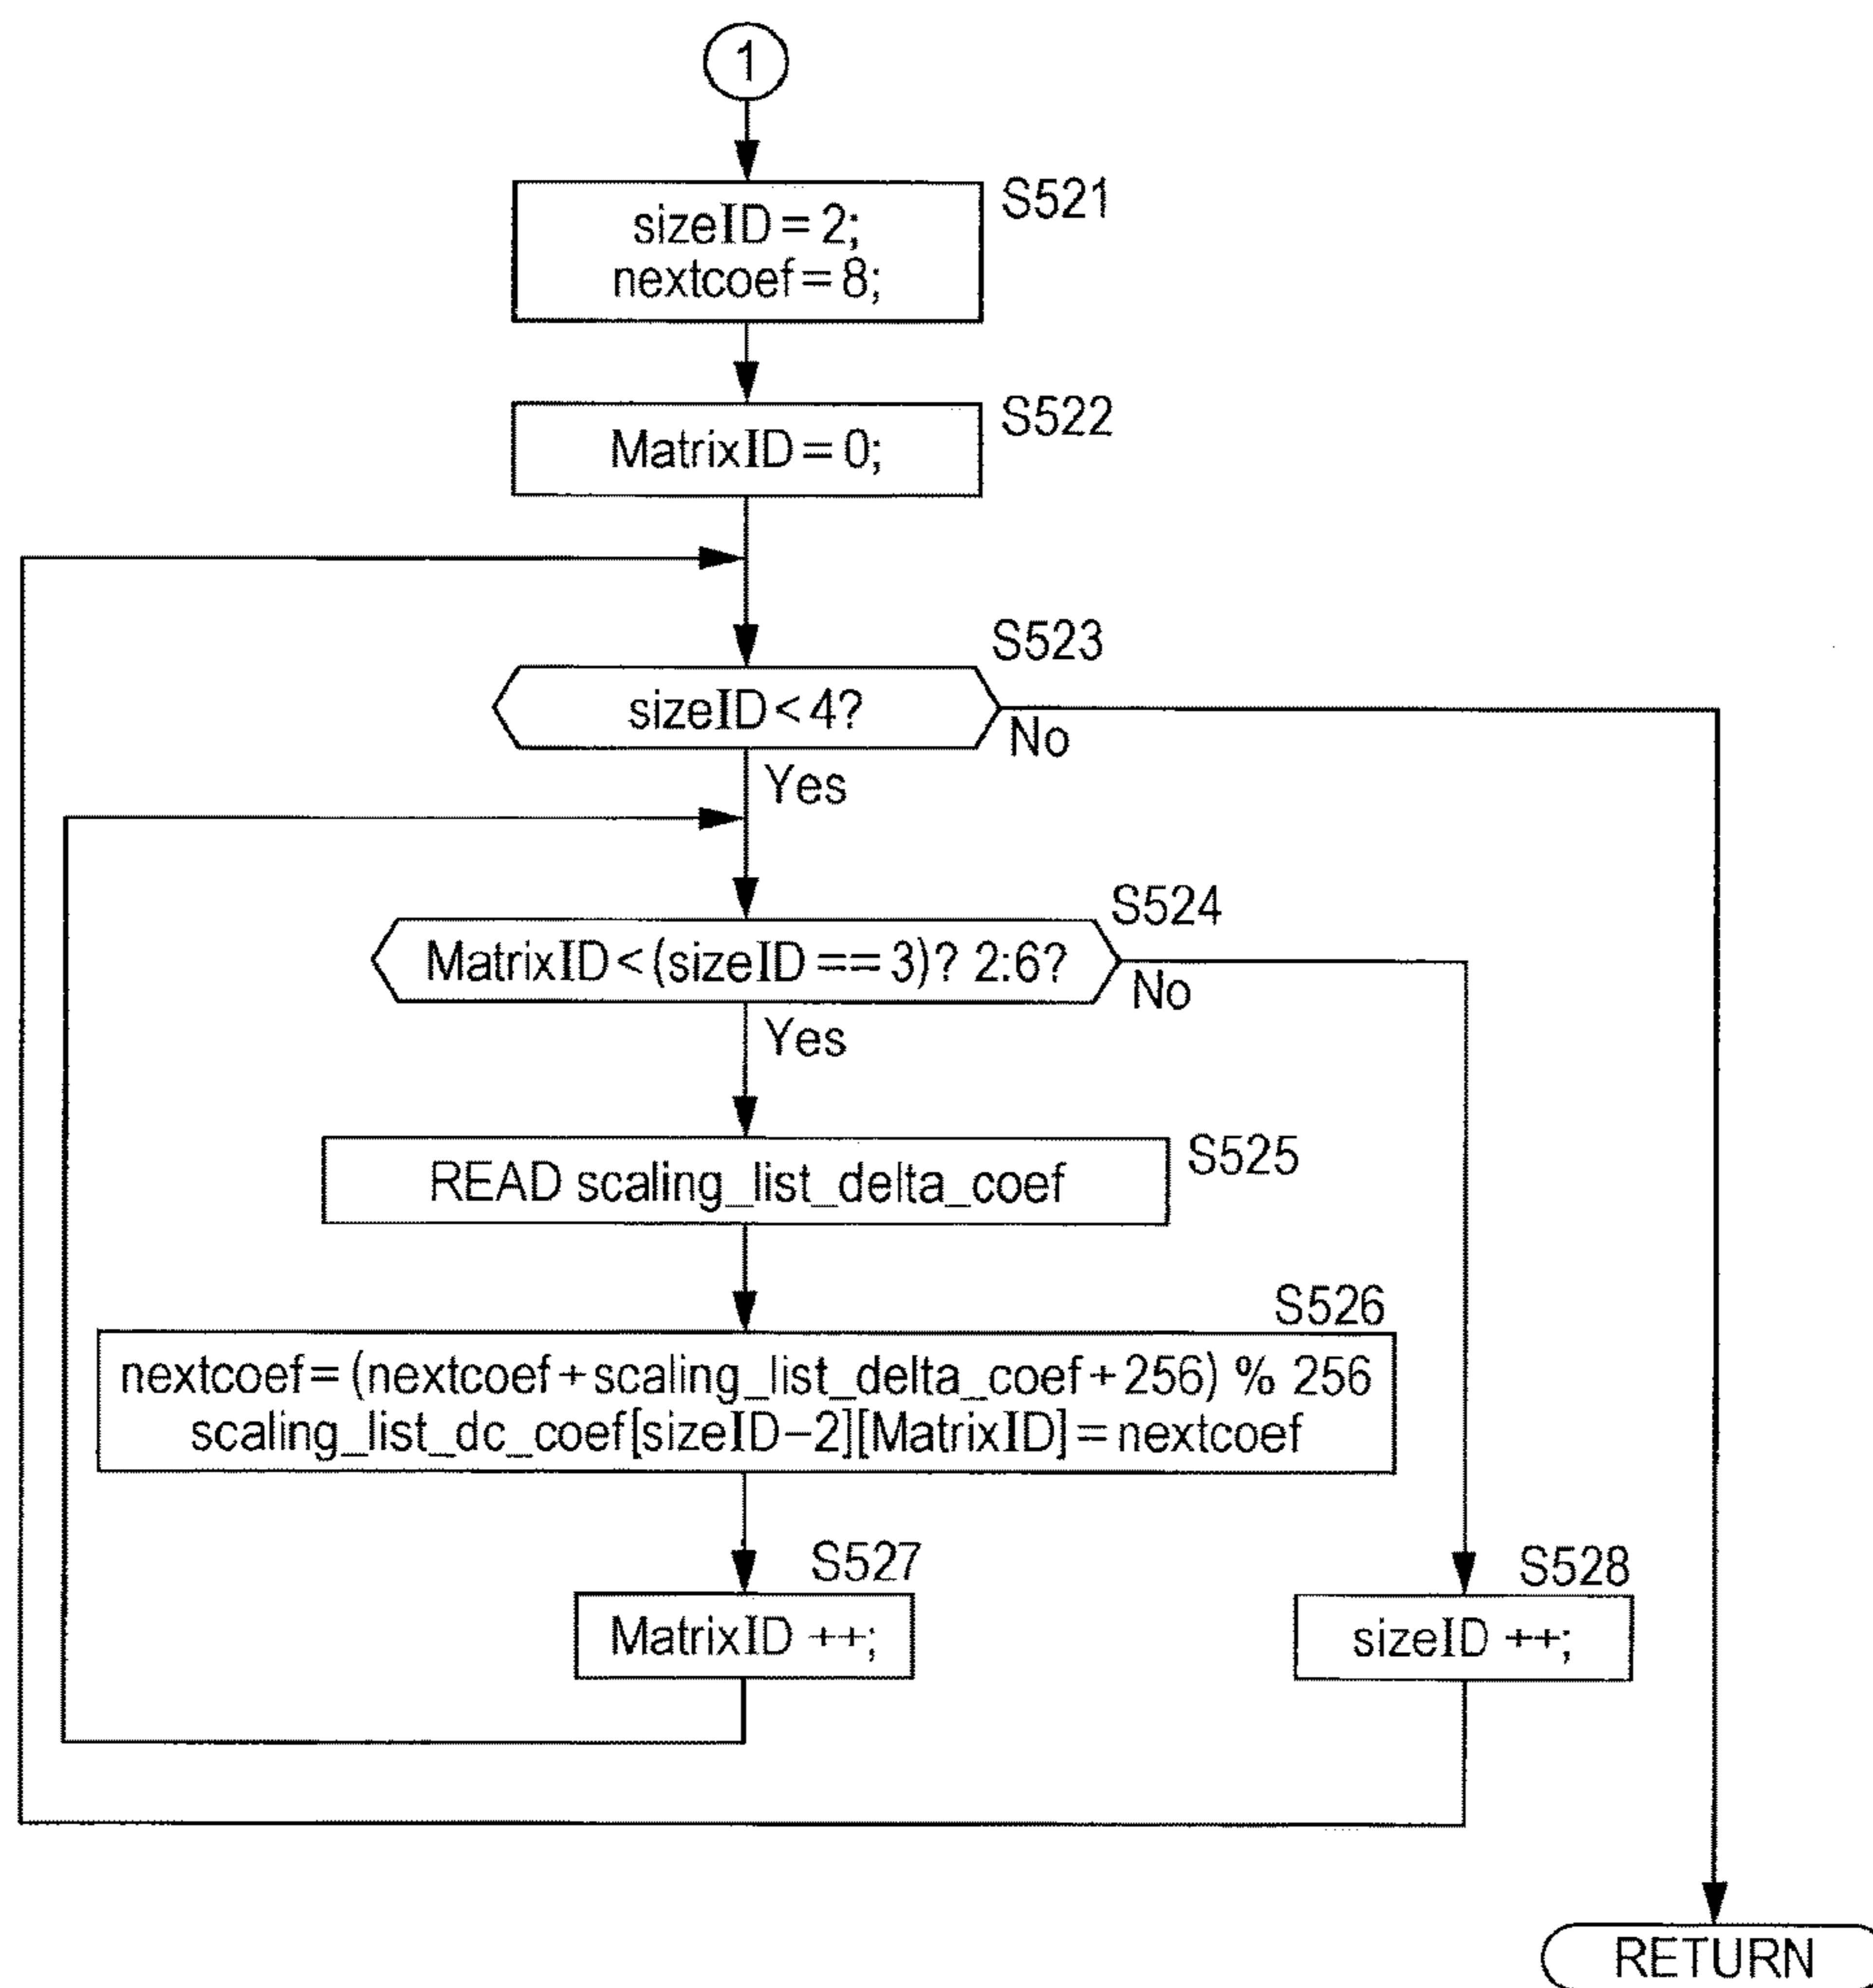 1
S521
sizeID = 2;
nextcoef = 8;
S522
MatrixID = 0;
S523
sizeID < 4?
No
Yes
S524
MatrixID < (sizeID == 3)? 2:6?
No
Yes
S525
READ scaling_list_delta_coef
S526
nextcoef = (nextcoef + scaling_list_delta_coef + 256) % 256
scaling_list_dc_coef[sizeID–2][MatrixID] = nextcoef
S527
MatrixID ++;
S528
sizeID ++;
RETURN